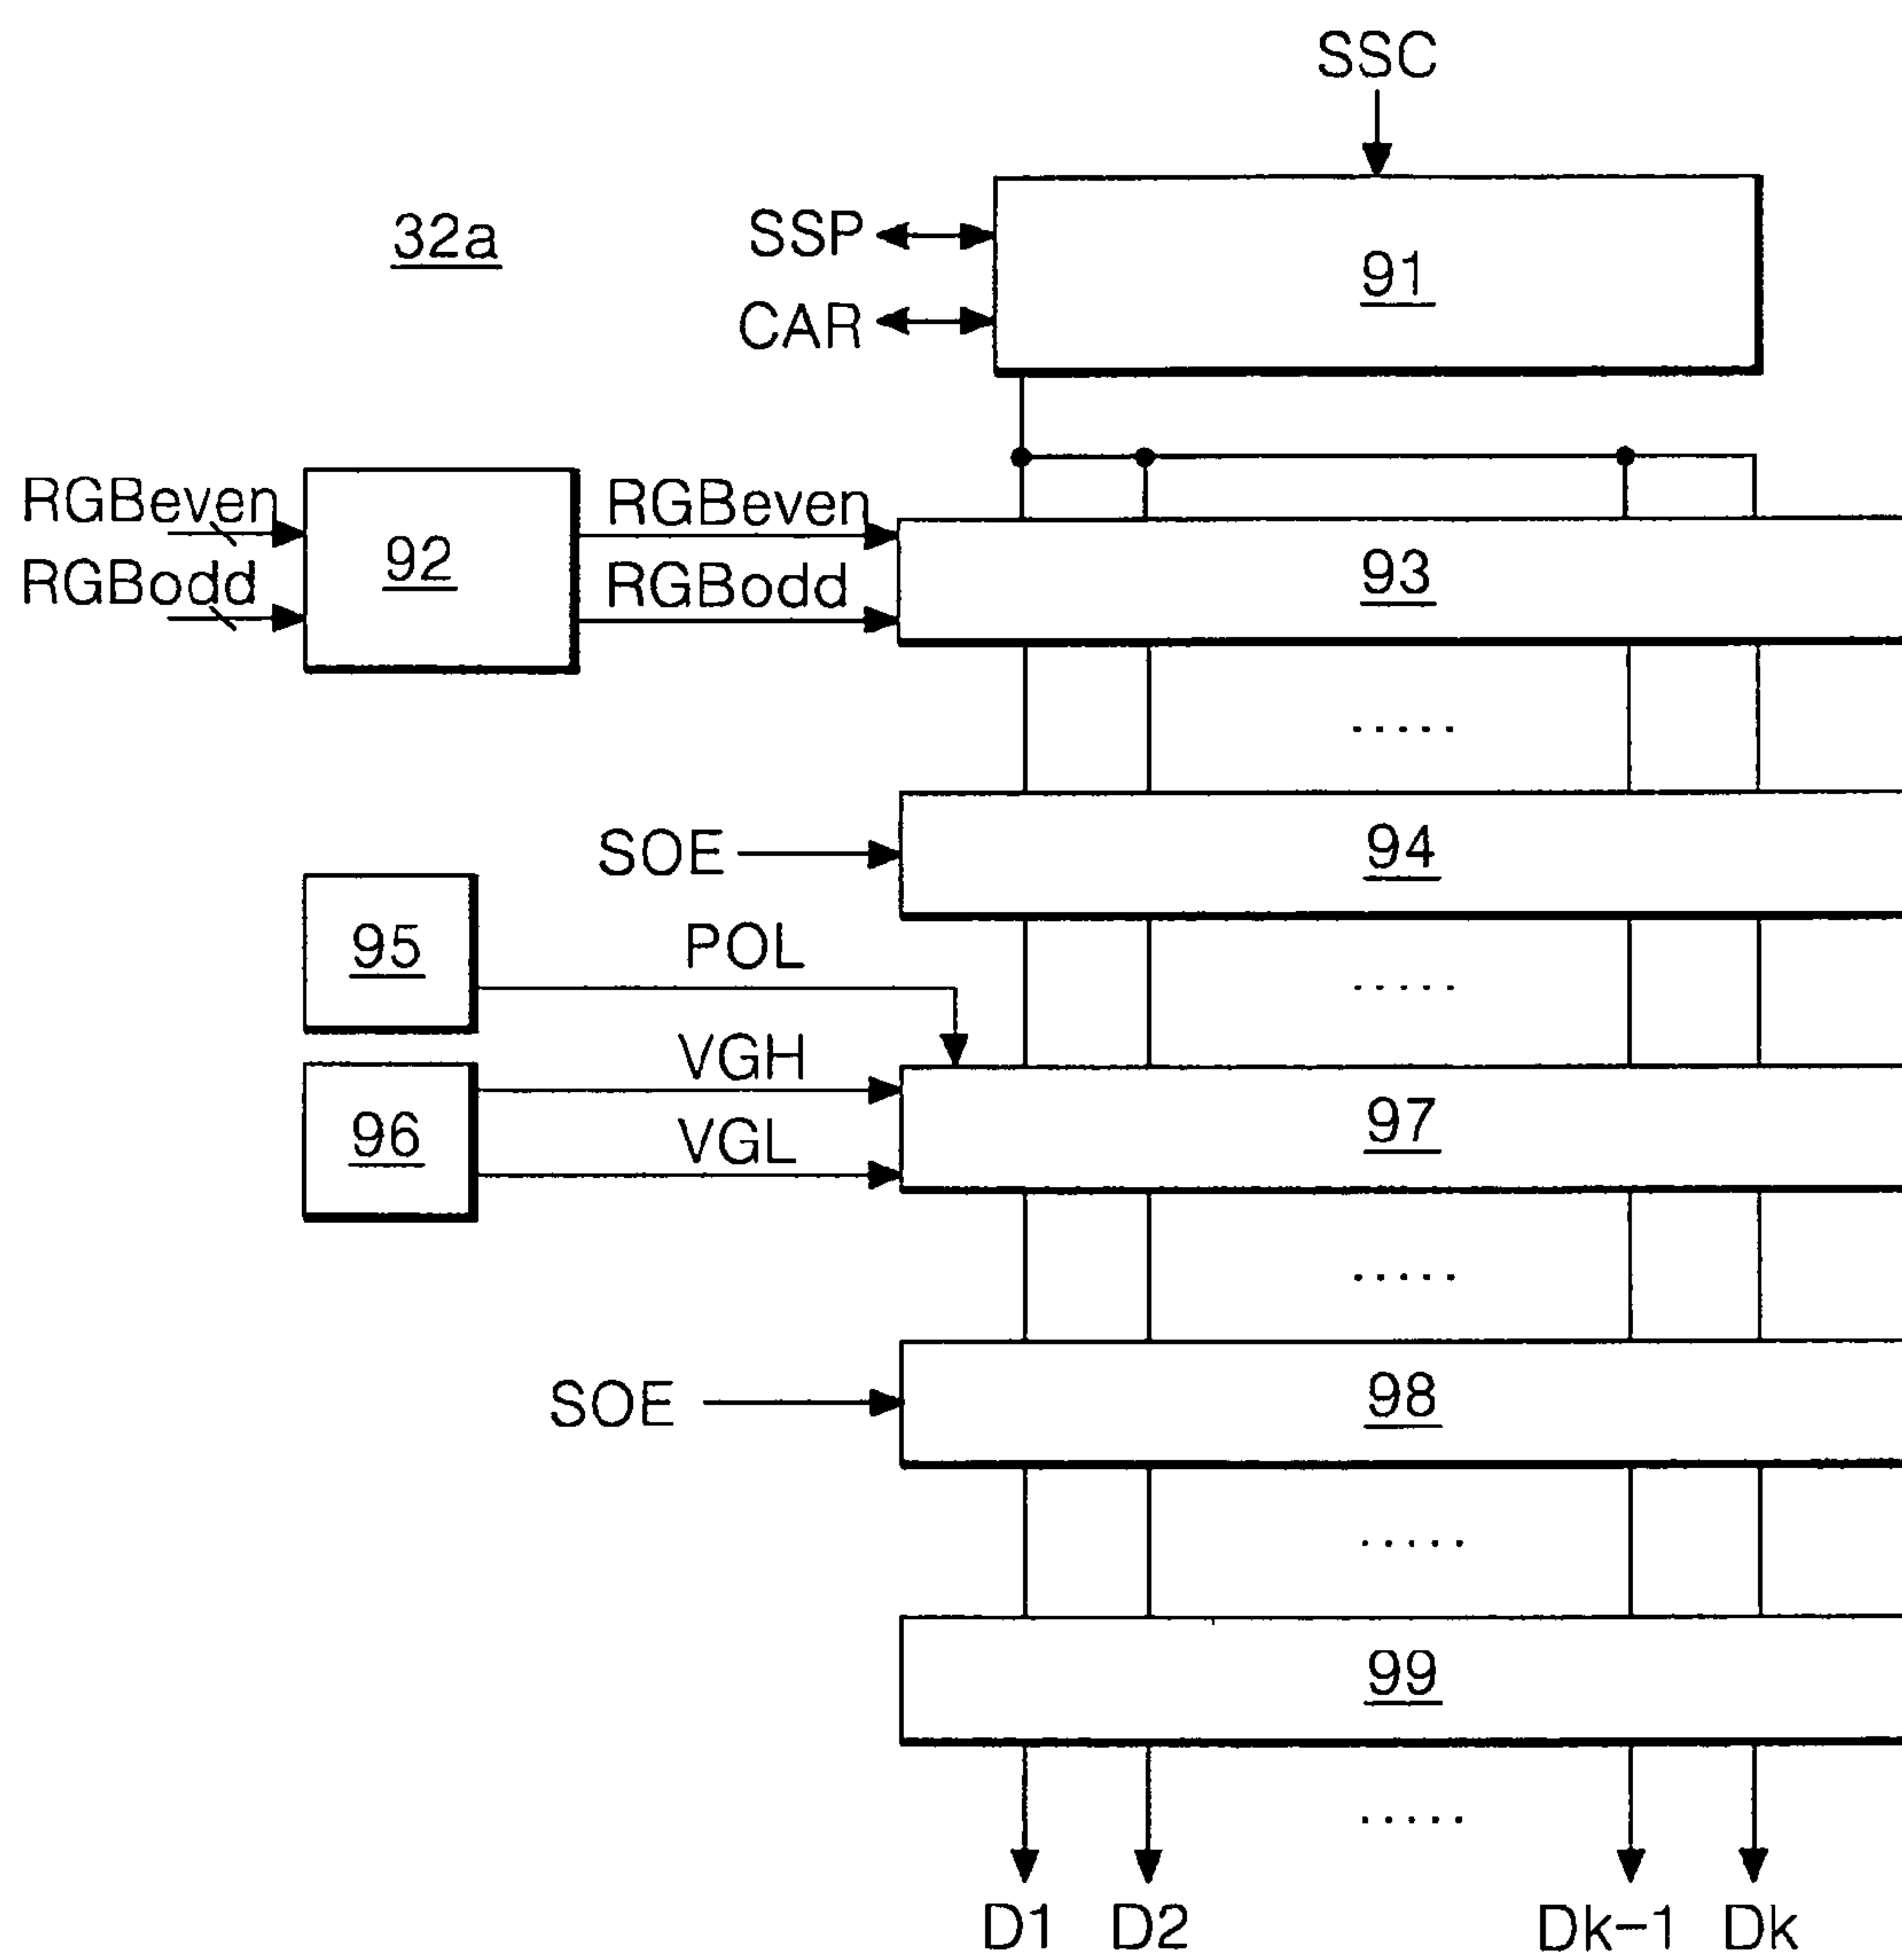 SSC
32a
SSP
91
CAR
RGBeven
RGBeven
92
93
RGBodd
RGBodd
.....
SOE
94
95
POL
.....
VGH
96
97
VGL
.....
SOE
98
.....
99
.....
D1 D2 Dk-1 Dk